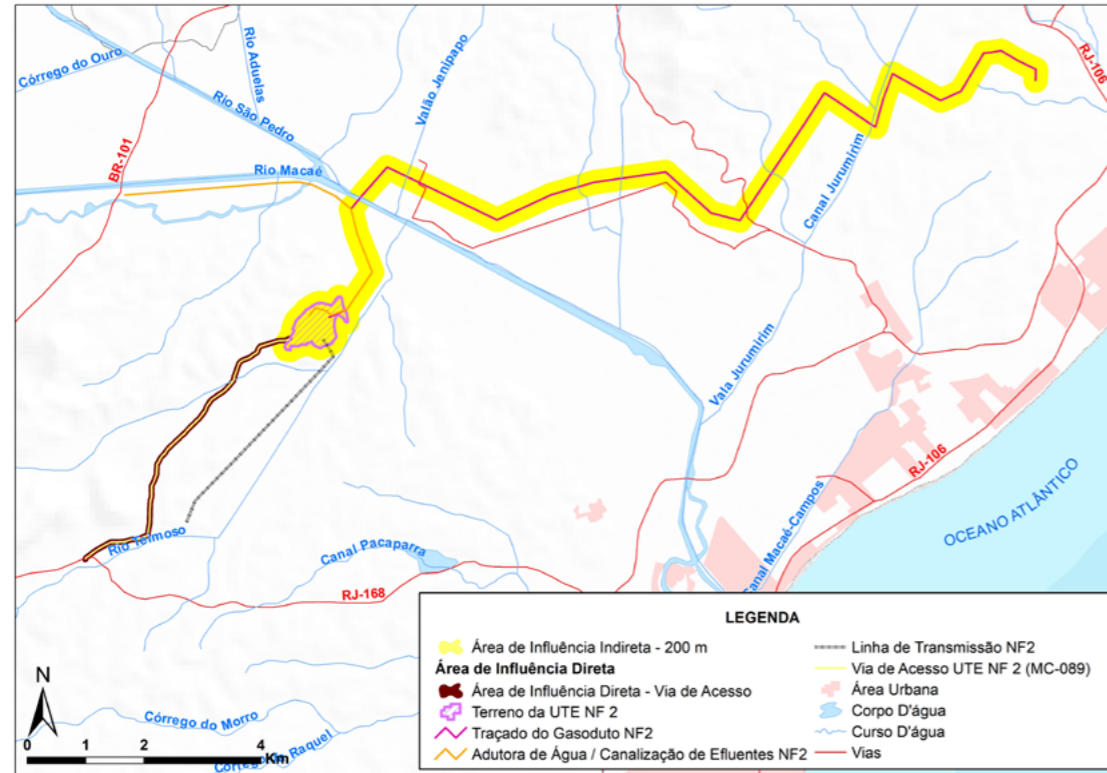 Córrego do Ouro
Rio Aduelas
Rio São Pedro
Valão Jenipapo
RJ-106
BR-101
Rio Macaé
Canal Jurumirim
Vala Jurumirim
RJ-106
OCEANO ATLÂNTICO
Rio Teimoso
Canal Pacaparra
Canal Macaé-Campos
RJ-168
Córrego do Morro
Córrego do Raquel
N
0 1 2 4
Km
LEGENDA
Área de Influência Indireta - 200 m
Área de Influência Direta
Área de Influência Direta - Via de Acesso
Terreno da UTE NF 2
Traçado do Gasoduto NF2
Adutora de Água / Canalização de Efluentes NF2
Linha de Transmissão NF2
Via de Acesso UTE NF 2 (MC-089)
Área Urbana
Corpo D'água
Curso D'água
Vias